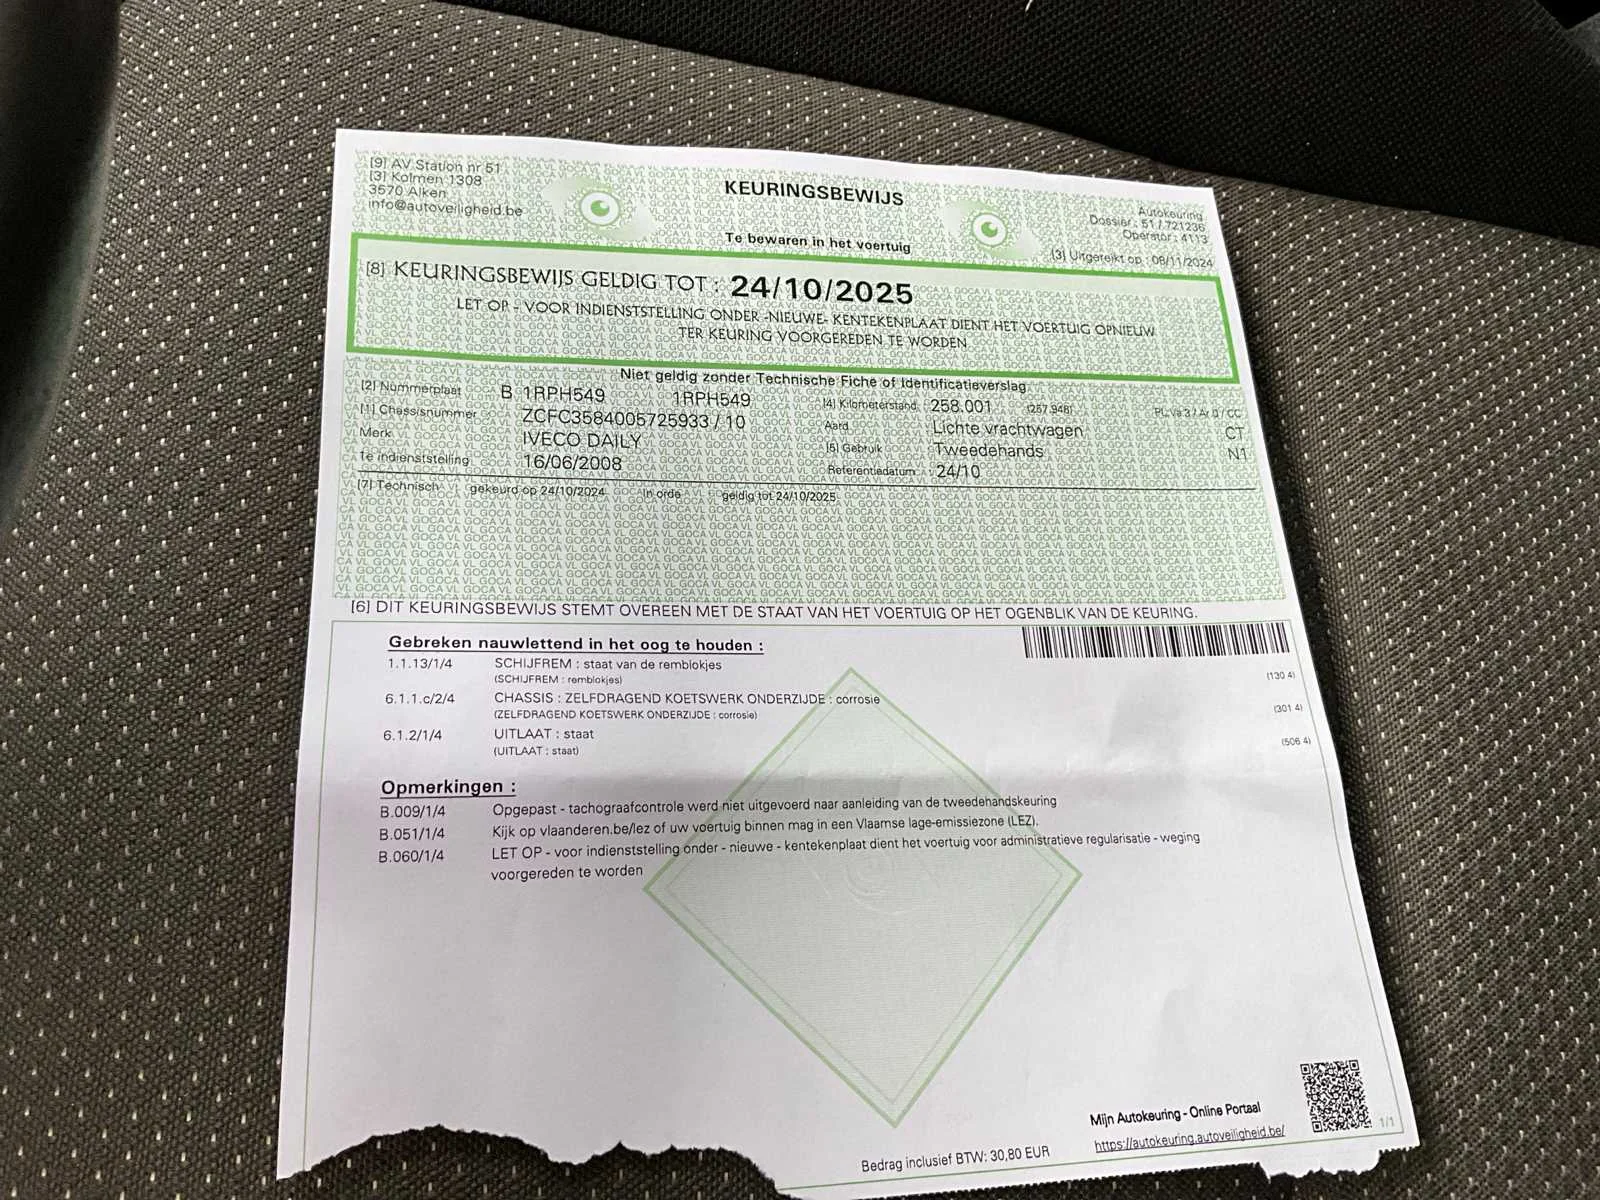 [9] AV Station nr 51
[3] Kolmen 1308
3570 Alken
info@autoveiligheid.be
KEURINGSBEWIJS
Te bewaren in het voertuig
Autokeuring
Dossier : 51 / 721236
Operator : 4113
[3] Uitgereikt op : 08/11/2024
[8] KEURINGSBEWIJS GELDIG TOT : 24/10/2025
LET OP - VOOR INDIENSTSTELLING ONDER -NIEUWE- KENTEKENPLAAT DIENT HET VOERTUIG OPNIEUW
TER KEURING VOORGEREDEN TE WORDEN
Niet geldig zonder Technische Fiche of Identificatieverslag
[2] Nummerplaat B 1RPH549 1RPH549 [4] Kilometerstand 258.001 (257.948)
[1] Chassisnummer ZCFC3584005725933 / 10 Aard Lichte vrachtwagen CT
Merk IVECO DAILY [5] Gebruik Tweedehands N1
1e indienststelling 16/06/2008 Referentiedatum 24/10
[7] Technisch gekeurd op 24/10/2024 In orde geldig tot 24/10/2025
[6] DIT KEURINGSBEWIJS STEMT OVEREEN MET DE STAAT VAN HET VOERTUIG OP HET OGENBLIK VAN DE KEURING.
Gebreken nauwlettend in het oog te houden :
1.1.13/1/4 SCHIJFREM : staat van de remblokjes
(SCHIJFREM : remblokjes) (130 4)
6.1.1.c/2/4 CHASSIS : ZELFDRAGEND KOETSWERK ONDERZIJDE : corrosie
(ZELFDRAGEND KOETSWERK ONDERZIJDE : corrosie) (301 4)
6.1.2/1/4 UITLAAT : staat
(UITLAAT : staat) (506 4)
Opmerkingen :
B.009/1/4 Opgepast - tachograafcontrole werd niet uitgevoerd naar aanleiding van de tweedehandskeuring
B.051/1/4 Kijk op vlaanderen.be/lez of uw voertuig binnen mag in een Vlaamse lage-emissiezone (LEZ).
B.060/1/4 LET OP - voor indienststelling onder - nieuwe - kentekenplaat dient het voertuig voor administratieve regularisatie - weging
voorgereden te worden
Mijn Autokeuring - Online Portaal
https://autokeuring.autoveiligheid.be/
1/1
Bedrag inclusief BTW: 30,80 EUR